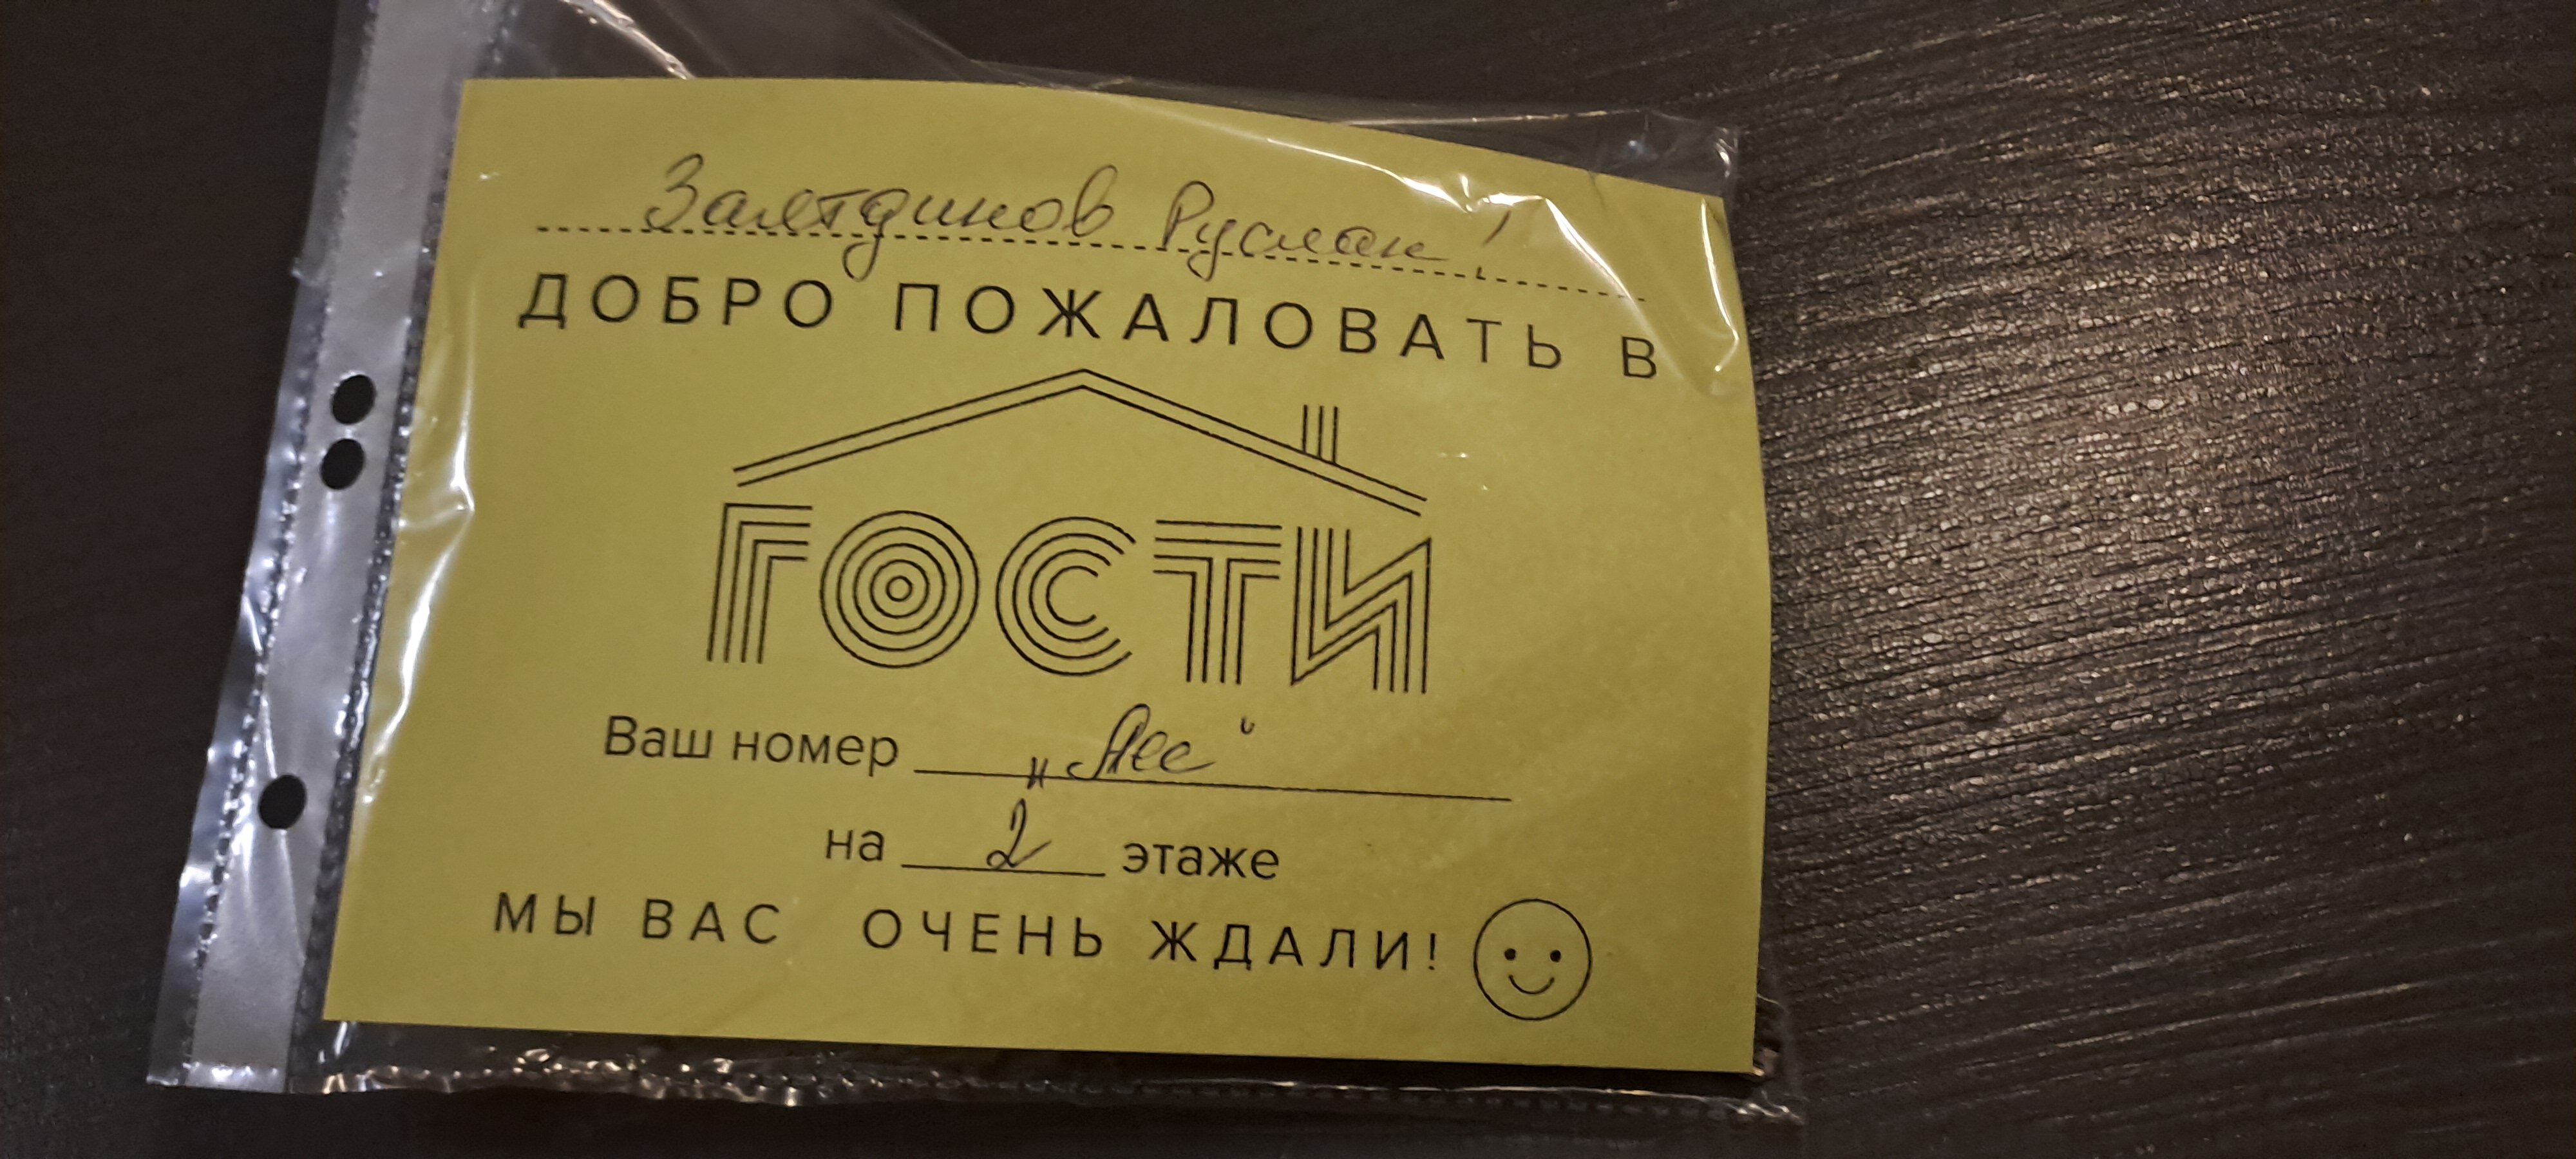 Залтдинов Руслан!
ДОБРО ПОЖАЛОВАТЬ В
ГОСТИ
Ваш номер „Лес“
на 2 этаже
МЫ ВАС ОЧЕНЬ ЖДАЛИ!